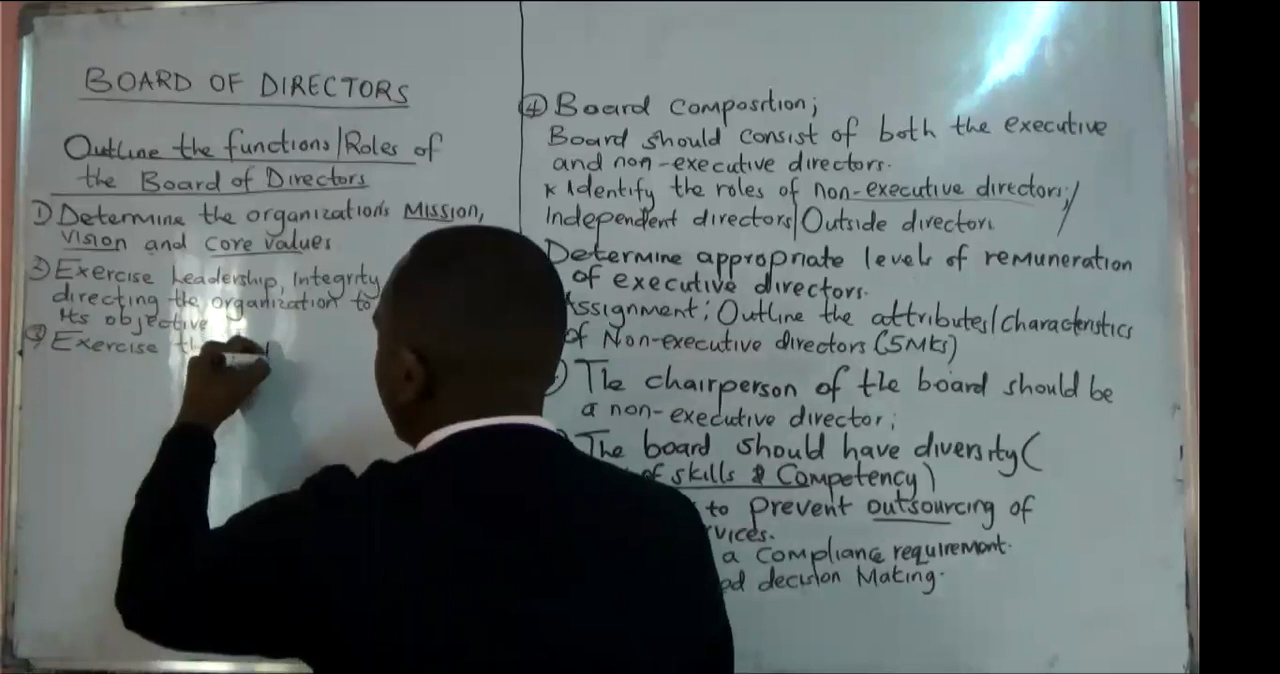 BOARD OF DIRECTORS
Outline the functions/Roles of
the Board of Directors
1) Determine the organization's Mission,
vision and core values
3) Exercise Leadership, Integrity
directing the organization to
Its objective
Exercise
④ Board composition;
Board should consist of both the executive
and non-executive directors.
* Identify the roles of non-executive directors/
Independent directors/Outside directors
Determine appropriate levels of remuneration
of executive directors.
Assignment; Outline the attributes/characteristics
of Non-executive directors (5Mks)
) The chairperson of the board should be
a non-executive director;
The board should have diversity (
of skills & Competency)
to prevent outsourcing of
a compliance requirement.
decision Making.